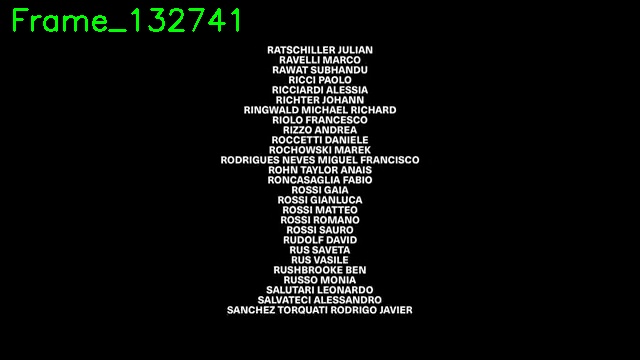 Frame_132741
RATSCHILLER JULIAN
RAVELLI MARCO
RAWAT SUBHANDU
RICCI PAOLO
RICCIARDI ALESSIA
RICHTER JOHANN
RINGWALD MICHAEL RICHARD
RIOLO FRANCESCO
RIZZO ANDREA
ROCCETTI DANIELE
ROCHOWSKI MAREK
RODRIGUES NEVES MIGUEL FRANCISCO
ROHN TAYLOR ANAIS
RONCASAGLIA FABIO
ROSSI GAIA
ROSSI GIANLUCA
ROSSI MATTEO
ROSSI ROMANO
ROSSI SAURO
RUDOLF DAVID
RUS SAVETA
RUS VASILE
RUSHBROOKE BEN
RUSSO MONIA
SALUTARI LEONARDO
SALVATECI ALESSANDRO
SANCHEZ TORQUATI RODRIGO JAVIER